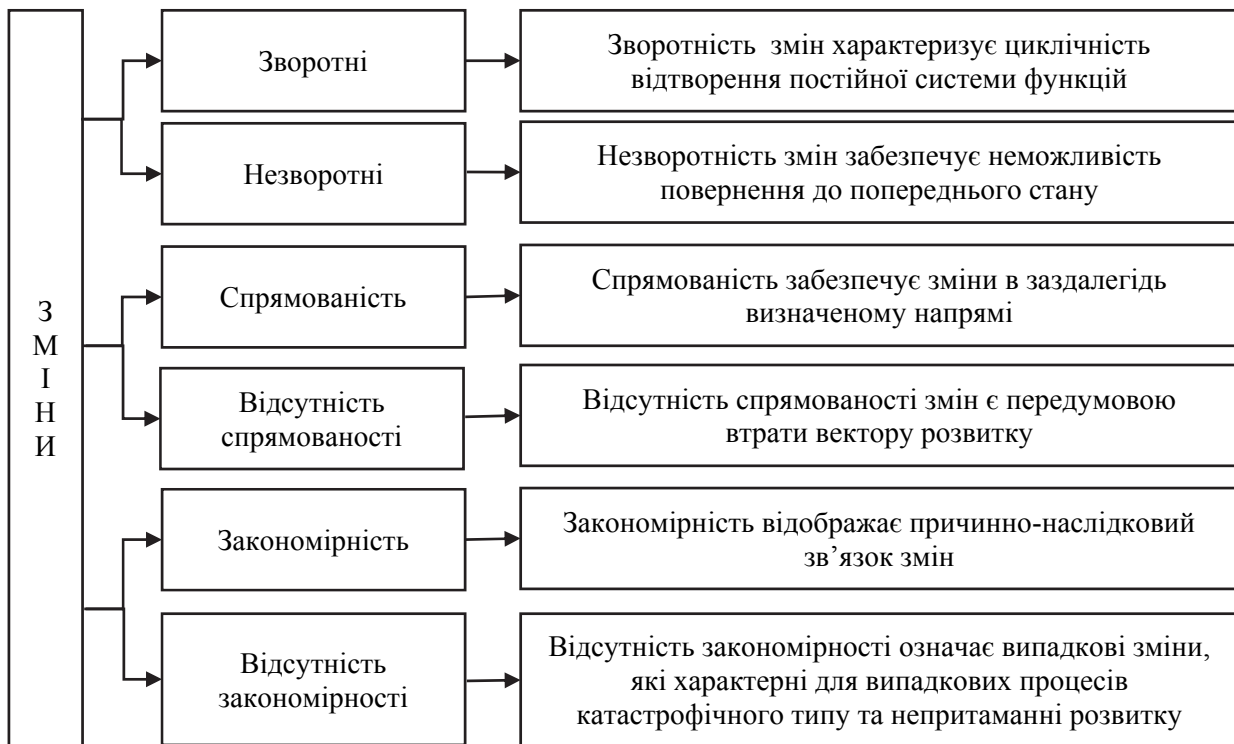 ЗМІНИ
Зворотні
Зворотність змін характеризує циклічність
відтворення постійної системи функцій
Незворотні
Незворотність змін забезпечує неможливість
повернення до попереднього стану
Спрямованість
Спрямованість забезпечує зміни в заздалегідь
визначеному напрямі
Відсутність
спрямованості
Відсутність спрямованості змін є передумовою
втрати вектору розвитку
Закономірність
Закономірність відображає причинно-наслідковий
зв’язок змін
Відсутність
закономірності
Відсутність закономірності означає випадкові зміни,
які характерні для випадкових процесів
катастрофічного типу та непритаманні розвитку